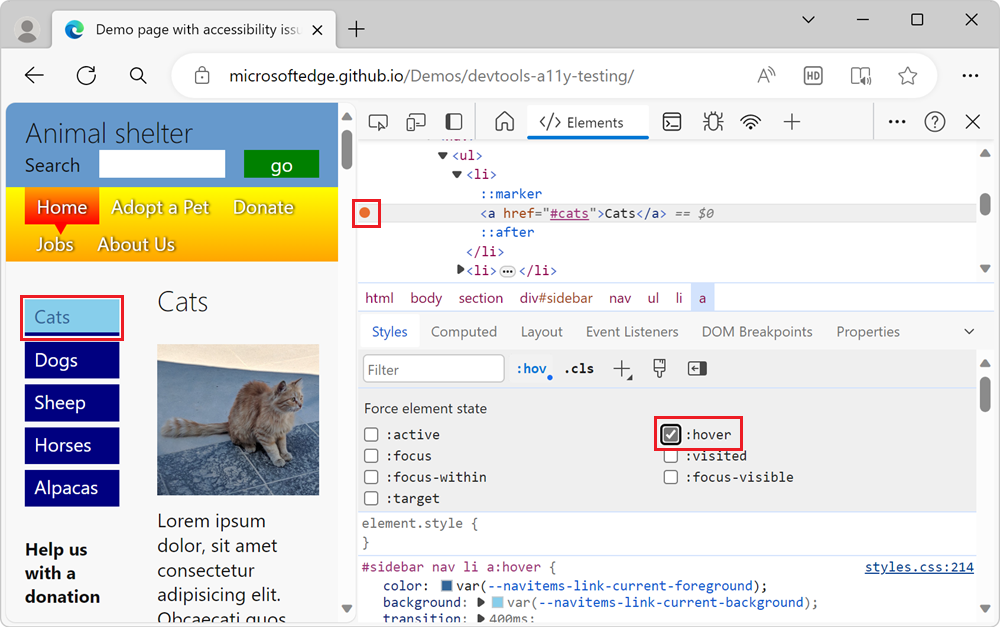 Demo page with accessibility issu
microsoftedge.github.io/Demos/devtools-a11y-testing/
A
HD
Animal shelter
Search
go
Home
Adopt a Pet
Donate
Jobs
About Us
Cats
Dogs
Sheep
Horses
Alpacas
Help us
with a
donation
Cats
Lorem ipsum
dolor, sit amet
consectetur
adipisicing elit.
Obcaecati quos
</> Elements
<ul>
<li>
::marker
<a href="#cats">Cats</a> == $0
::after
</li>
<li>…</li>
html body section div#sidebar nav ul li a
Styles Computed Layout Event Listeners DOM Breakpoints Properties
Filter
:hov
.cls
Force element state
:active
:hover
:focus
:visited
:focus-within
:focus-visible
:target
element.style {
}
#sidebar nav li a:hover {
styles.css:214
color: var(--navitems-link-current-foreground);
background: var(--navitems-link-current-background);
transition: 400ms;